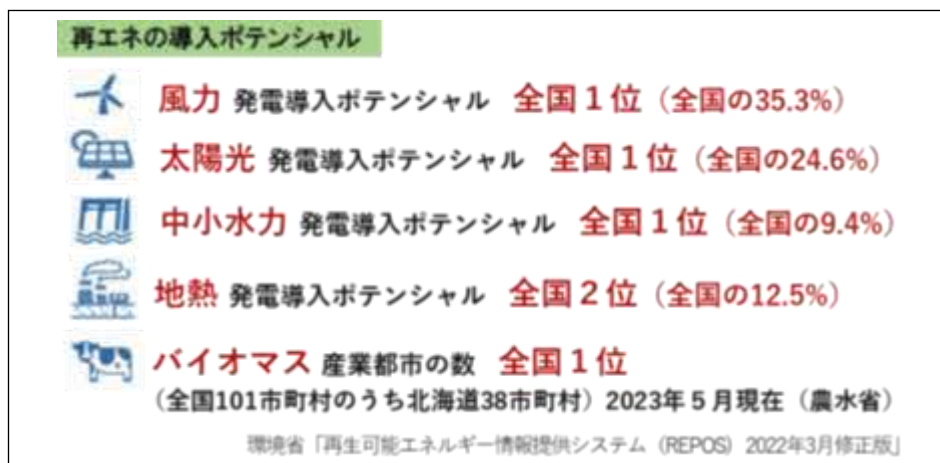 再エネの導入ポテンシャル
風力 発電導入ポテンシャル 全国1位（全国の35.3%）
太陽光 発電導入ポテンシャル 全国1位（全国の24.6%）
中小水力 発電導入ポテンシャル 全国1位（全国の9.4%）
地熱 発電導入ポテンシャル 全国2位（全国の12.5%）
バイオマス 産業都市の数 全国1位
（全国101市町村のうち北海道38市町村）2023年5月現在（農水省）
環境省「再生可能エネルギー情報提供システム（REPOS）2022年3月修正版」